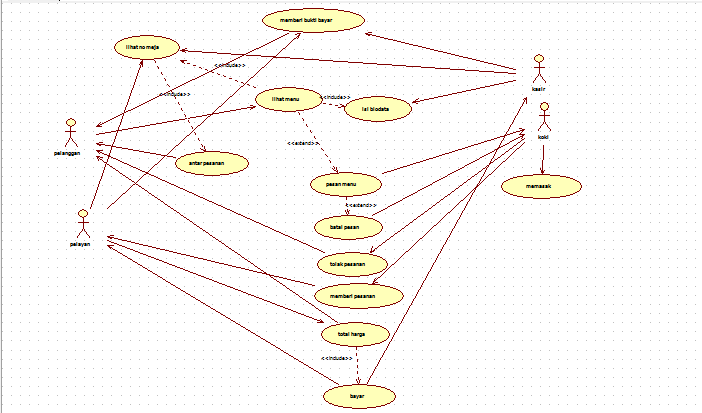 memberi bukti bayar
lihat no meja
<<include>>
kasir
lihat menu
<<include>>
isi biodata
<<include>>
koki
pelanggan
<<extend>>
antar pesanan
pesan menu
memasak
<<extend>>
pelayan
batal pesan
tolak pesanan
memberi pesanan
total harga
<<include>>
bayar